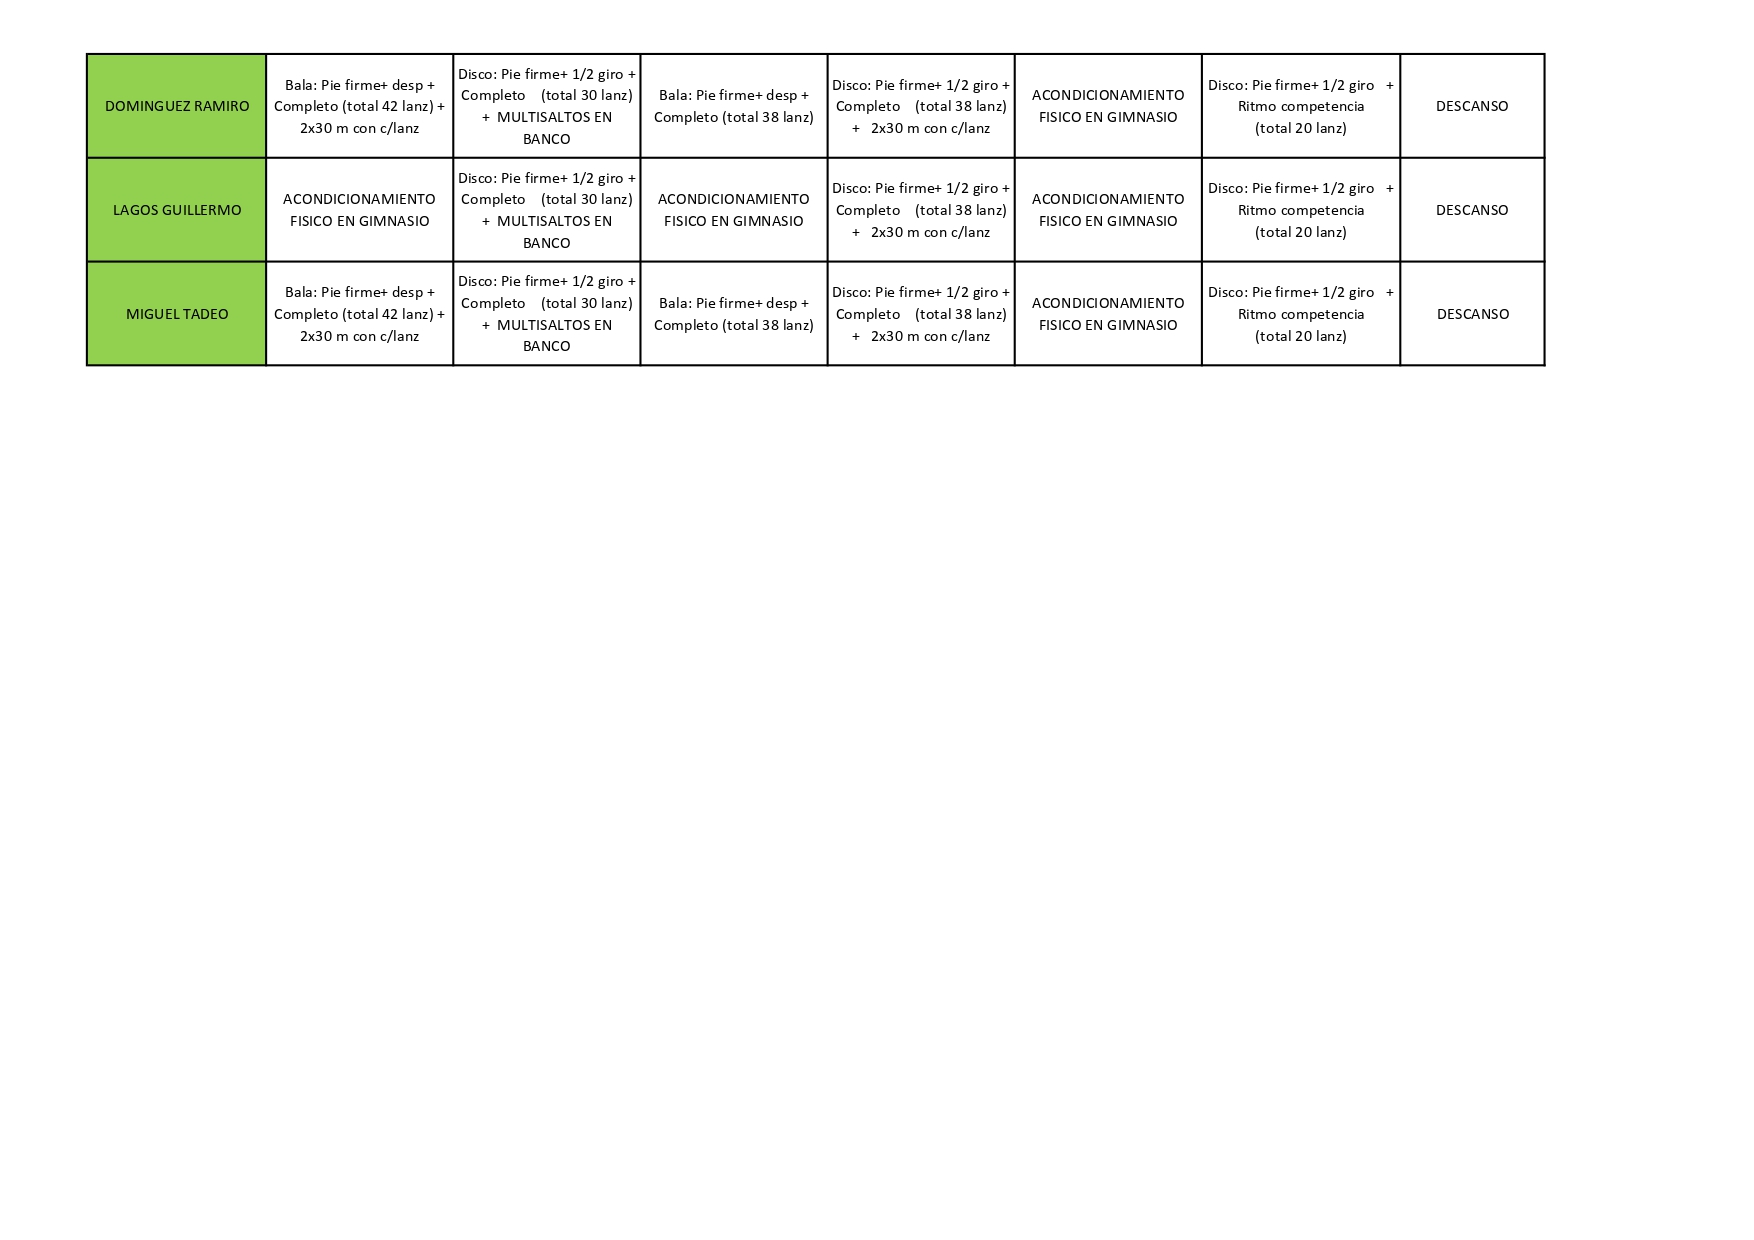 DOMINGUEZ RAMIRO
Bala: Pie firme+ desp +
Completo (total 42 lanz) +
2x30 m con c/lanz
Disco: Pie firme+ 1/2 giro +
Completo (total 30 lanz)
+ MULTISALTOS EN
BANCO
Bala: Pie firme+ desp +
Completo (total 38 lanz)
Disco: Pie firme+ 1/2 giro +
Completo (total 38 lanz)
+ 2x30 m con c/lanz
ACONDICIONAMIENTO
FISICO EN GIMNASIO
Disco: Pie firme+ 1/2 giro +
Ritmo competencia
(total 20 lanz)
DESCANSO
LAGOS GUILLERMO
ACONDICIONAMIENTO
FISICO EN GIMNASIO
Disco: Pie firme+ 1/2 giro +
Completo (total 30 lanz)
+ MULTISALTOS EN
BANCO
ACONDICIONAMIENTO
FISICO EN GIMNASIO
Disco: Pie firme+ 1/2 giro +
Completo (total 38 lanz)
+ 2x30 m con c/lanz
ACONDICIONAMIENTO
FISICO EN GIMNASIO
Disco: Pie firme+ 1/2 giro +
Ritmo competencia
(total 20 lanz)
DESCANSO
MIGUEL TADEO
Bala: Pie firme+ desp +
Completo (total 42 lanz) +
2x30 m con c/lanz
Disco: Pie firme+ 1/2 giro +
Completo (total 30 lanz)
+ MULTISALTOS EN
BANCO
Bala: Pie firme+ desp +
Completo (total 38 lanz)
Disco: Pie firme+ 1/2 giro +
Completo (total 38 lanz)
+ 2x30 m con c/lanz
ACONDICIONAMIENTO
FISICO EN GIMNASIO
Disco: Pie firme+ 1/2 giro +
Ritmo competencia
(total 20 lanz)
DESCANSO